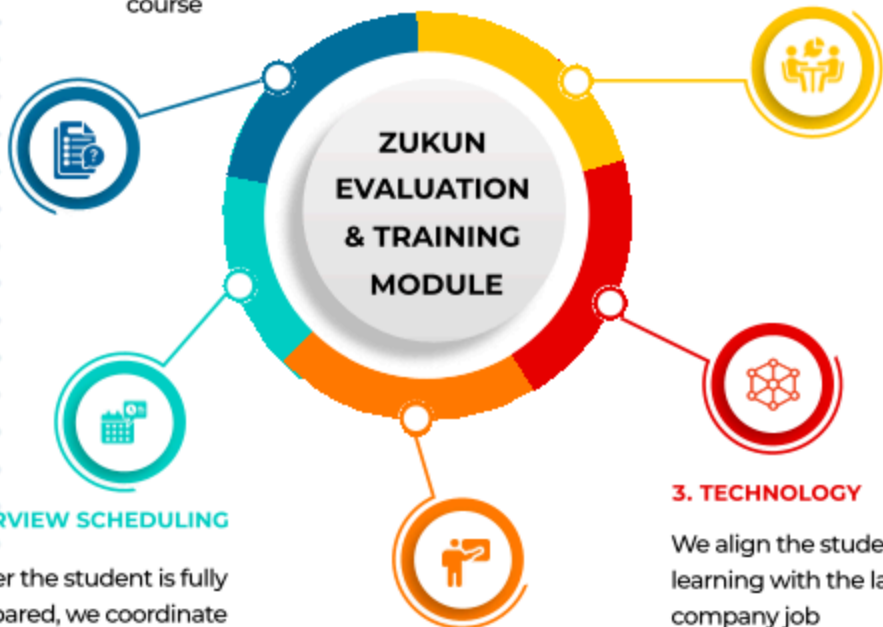 course
ZUKUN
EVALUATION
& TRAINING
MODULE
?
3. TECHNOLOGY
We align the stude
learning with the la
company job
RVIEW SCHEDULING
er the student is fully
pared, we coordinate